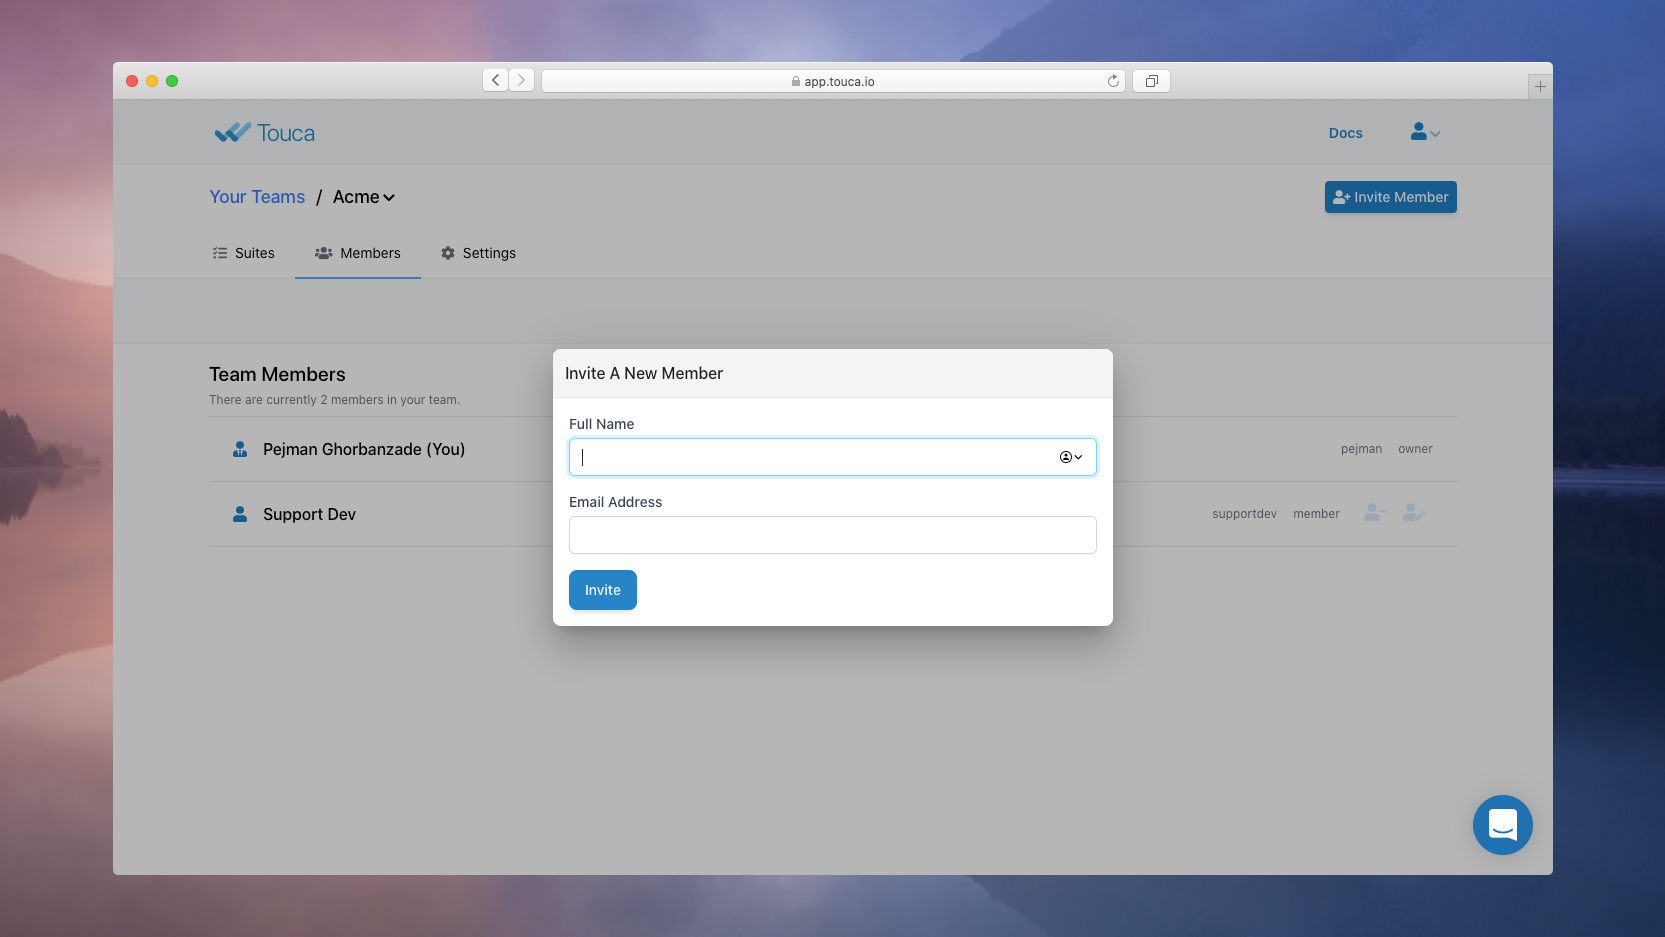 app.touca.io
Touca
Docs
Your Teams / Acme
Invite Member
Suites
Members
Settings
Team Members
There are currently 2 members in your team.
Pejman Ghorbanzade (You)
pejman owner
Support Dev
supportdev member
Invite A New Member
Full Name
Email Address
Invite